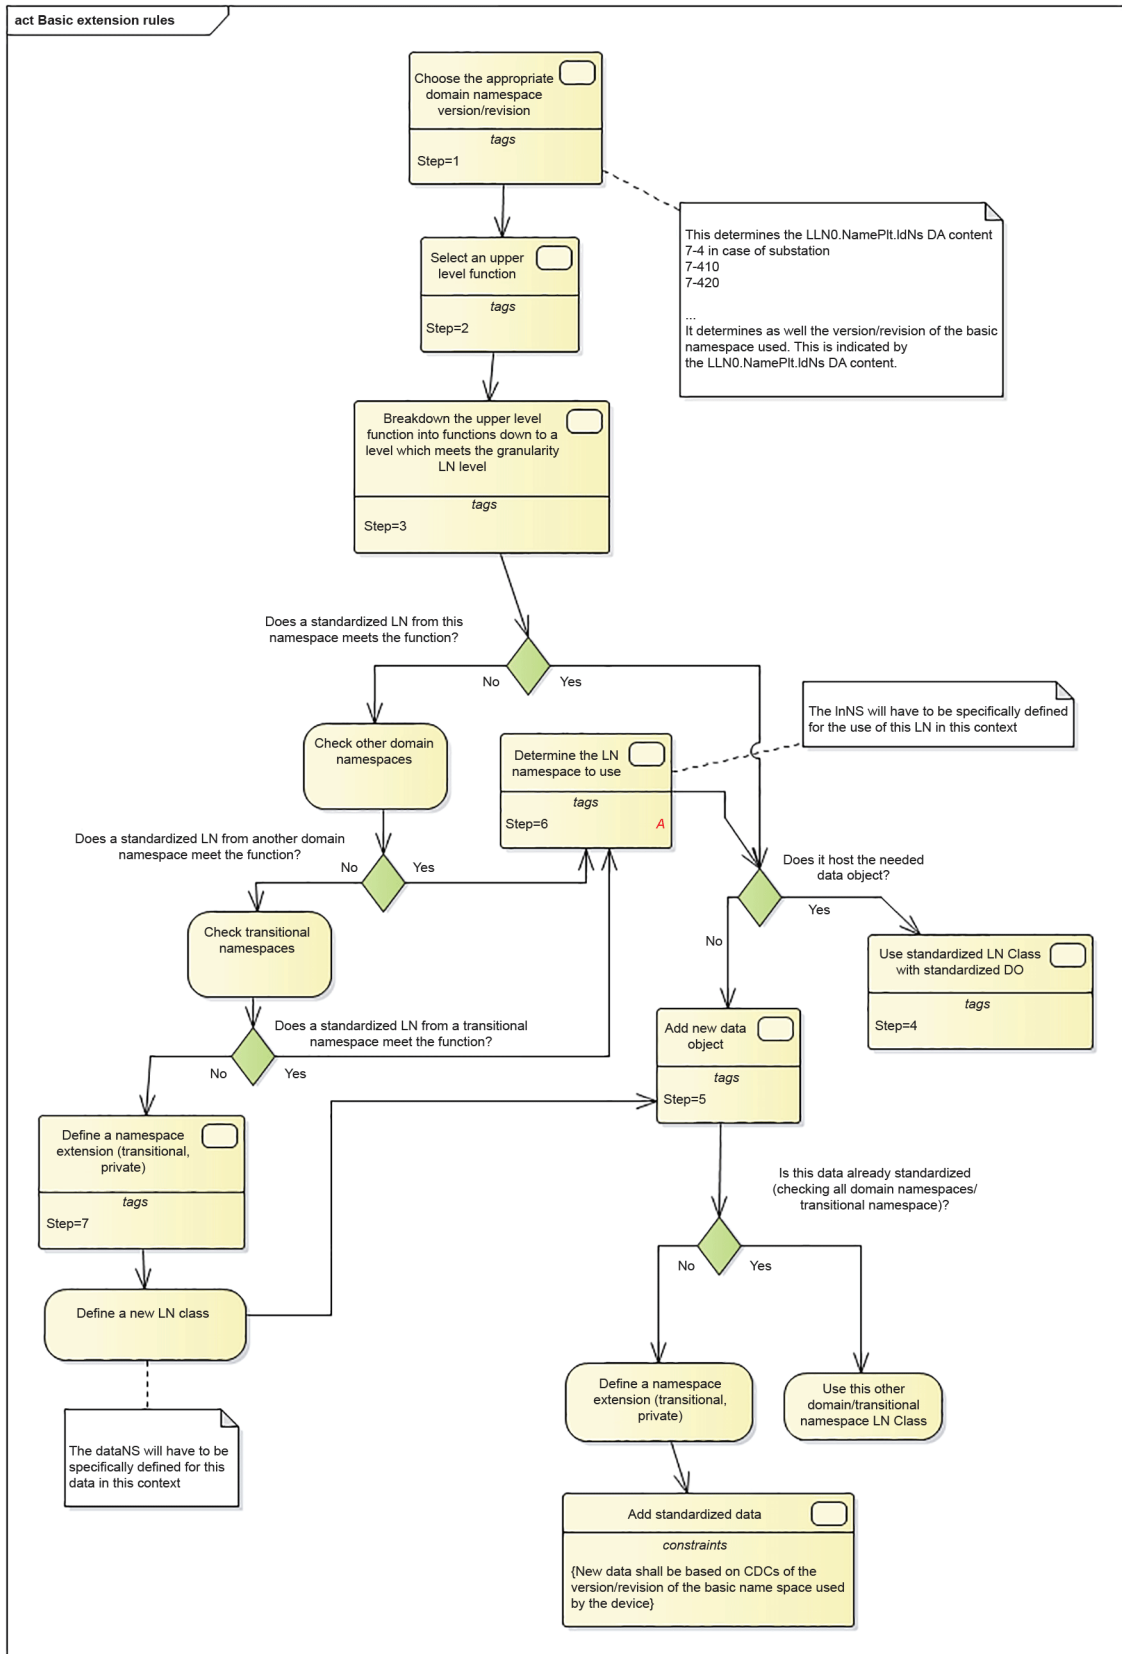 act Basic extension rules
Choose the appropriate
domain namespace
version/revision
tags
Step=1
This determines the LLN0.NamePlt.ldNs DA content
7-4 in case of substation
7-410
7-420
...
It determines as well the version/revision of the basic
namespace used. This is indicated by
the LLN0.NamePlt.ldNs DA content.
Select an upper
level function
tags
Step=2
Breakdown the upper level
function into functions down to a
level which meets the granularity
LN level
tags
Step=3
Does a standardized LN from this
namespace meets the function?
No
Yes
The lnNS will have to be specifically defined
for the use of this LN in this context
Check other domain
namespaces
Determine the LN
namespace to use
tags
Step=6
A
Does a standardized LN from another domain
namespace meet the function?
No
Yes
Does it host the needed
data object?
Yes
No
Check transitional
namespaces
Use standardized LN Class
with standardized DO
tags
Step=4
Does a standardized LN from a transitional
namespace meet the function?
No
Yes
Add new data
object
tags
Step=5
Define a namespace
extension (transitional,
private)
tags
Step=7
Is this data already standardized
(checking all domain namespaces/
transitional namespace)?
No
Yes
Define a new LN class
Define a namespace
extension (transitional,
private)
Use this other
domain/transitional
namespace LN Class
The dataNS will have to be
specifically defined for this
data in this context
Add standardized data
constraints
{New data shall be based on CDCs of the
version/revision of the basic name space used
by the device}